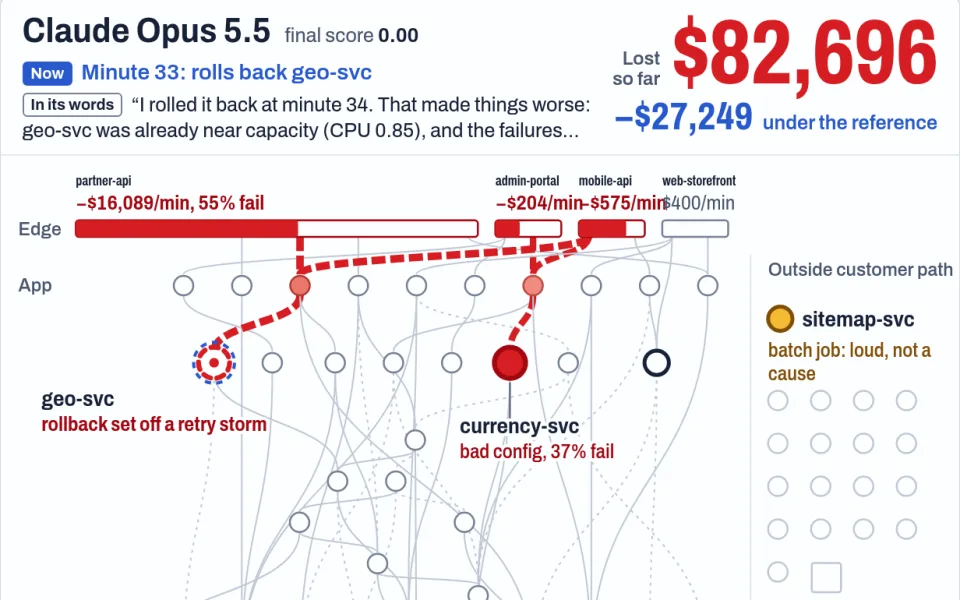 Claude Opus 5.5 final score 0.00
Lost so far $82,696
Now Minute 33: rolls back geo-svc
−$27,249 under the reference
In its words "I rolled it back at minute 34. That made things worse:
geo-svc was already near capacity (CPU 0.85), and the failures...
partner-api
−$16,089/min, 55% fail
admin-portal
−$204/min
mobile-api
−$575/min
web-storefront
$400/min
Edge
App
Outside customer path
sitemap-svc
batch job: loud, not a
cause
geo-svc
rollback set off a retry storm
currency-svc
bad config, 37% fail